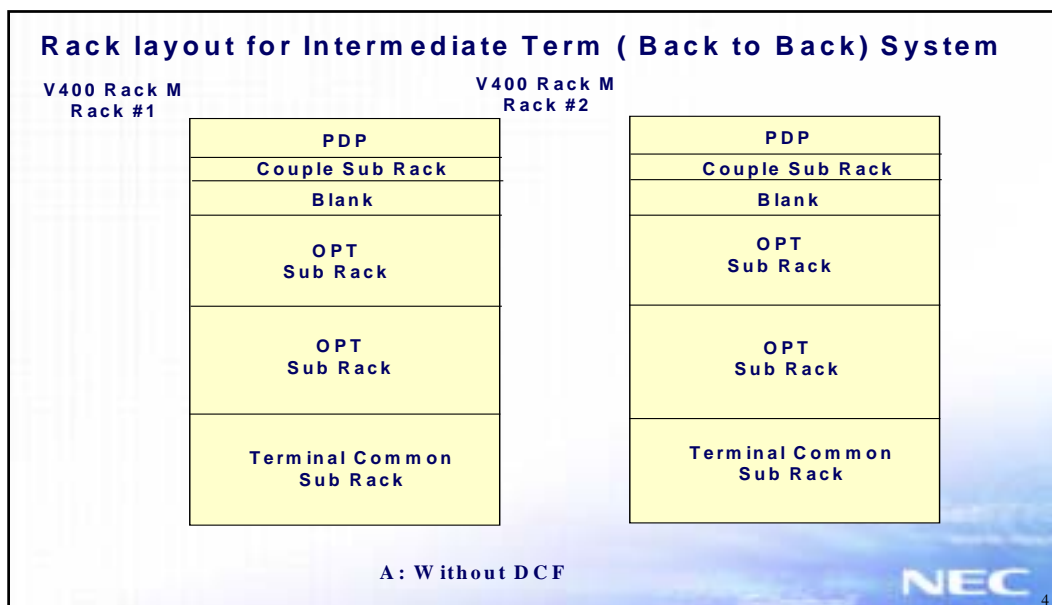 Rack layout for Intermediate Term ( Back to Back) System
V400 Rack M
Rack #1
PDP
Couple Sub Rack
Blank
OPT
Sub Rack
OPT
Sub Rack
Terminal Common
Sub Rack
V400 Rack M
Rack #2
PDP
Couple Sub Rack
Blank
OPT
Sub Rack
OPT
Sub Rack
Terminal Common
Sub Rack
A: Without DCF
NEC
4